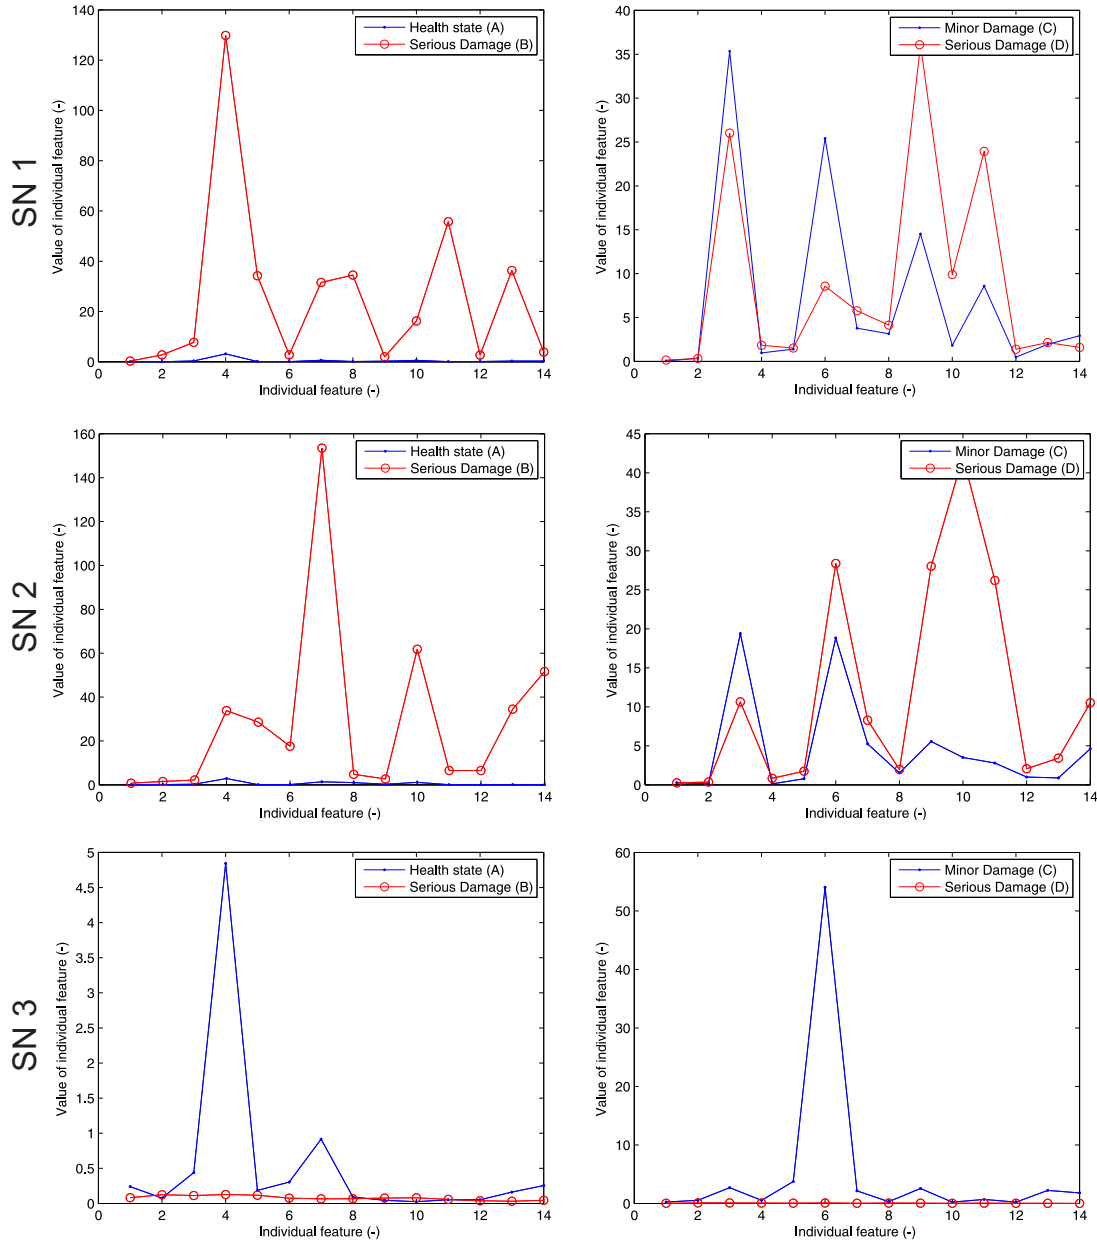 SN 1
Value of individual feature (-)
140
120
100
80
60
40
20
0
Health state (A)
Serious Damage (B)
0 2 4 6 8 10 12 14
Individual feature (-)
Value of individual feature (-)
40
35
30
25
20
15
10
5
0
Minor Damage (C)
Serious Damage (D)
0 2 4 6 8 10 12 14
Individual feature (-)
SN 2
Value of individual feature (-)
160
140
120
100
80
60
40
20
0
Health state (A)
Serious Damage (B)
0 2 4 6 8 10 12 14
Individual feature (-)
Value of individual feature (-)
45
40
35
30
25
20
15
10
5
0
Minor Damage (C)
Serious Damage (D)
0 2 4 6 8 10 12 14
Individual feature (-)
SN 3
Value of individual feature (-)
5
4.5
4
3.5
3
2.5
2
1.5
1
0.5
0
Health state (A)
Serious Damage (B)
0 2 4 6 8 10 12 14
Individual feature (-)
Value of individual feature (-)
60
50
40
30
20
10
0
Minor Damage (C)
Serious Damage (D)
0 2 4 6 8 10 12 14
Individual feature (-)